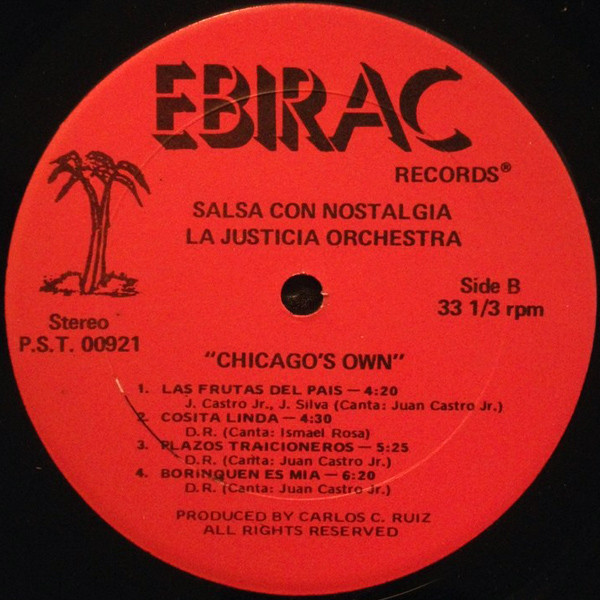 EBIRAC
RECORDS®
SALSA CON NOSTALGIA
LA JUSTICIA ORCHESTRA
Side B
33 1/3 rpm
Stereo
P.S.T. 00921
"CHICAGO'S OWN"
1. LAS FRUTAS DEL PAIS — 4:20
J. Castro Jr., J. Silva (Canta: Juan Castro Jr.)
2. COSITA LINDA — 4:30
D.R. (Canta: Ismael Rosa)
3. PLAZOS TRAICIONEROS — 5:25
D.R. (Canta: Juan Castro Jr.)
4. BORINQUEN ES MIA — 6:20
D.R. (Canta: Juan Castro Jr.)
PRODUCED BY CARLOS C. RUIZ
ALL RIGHTS RESERVED